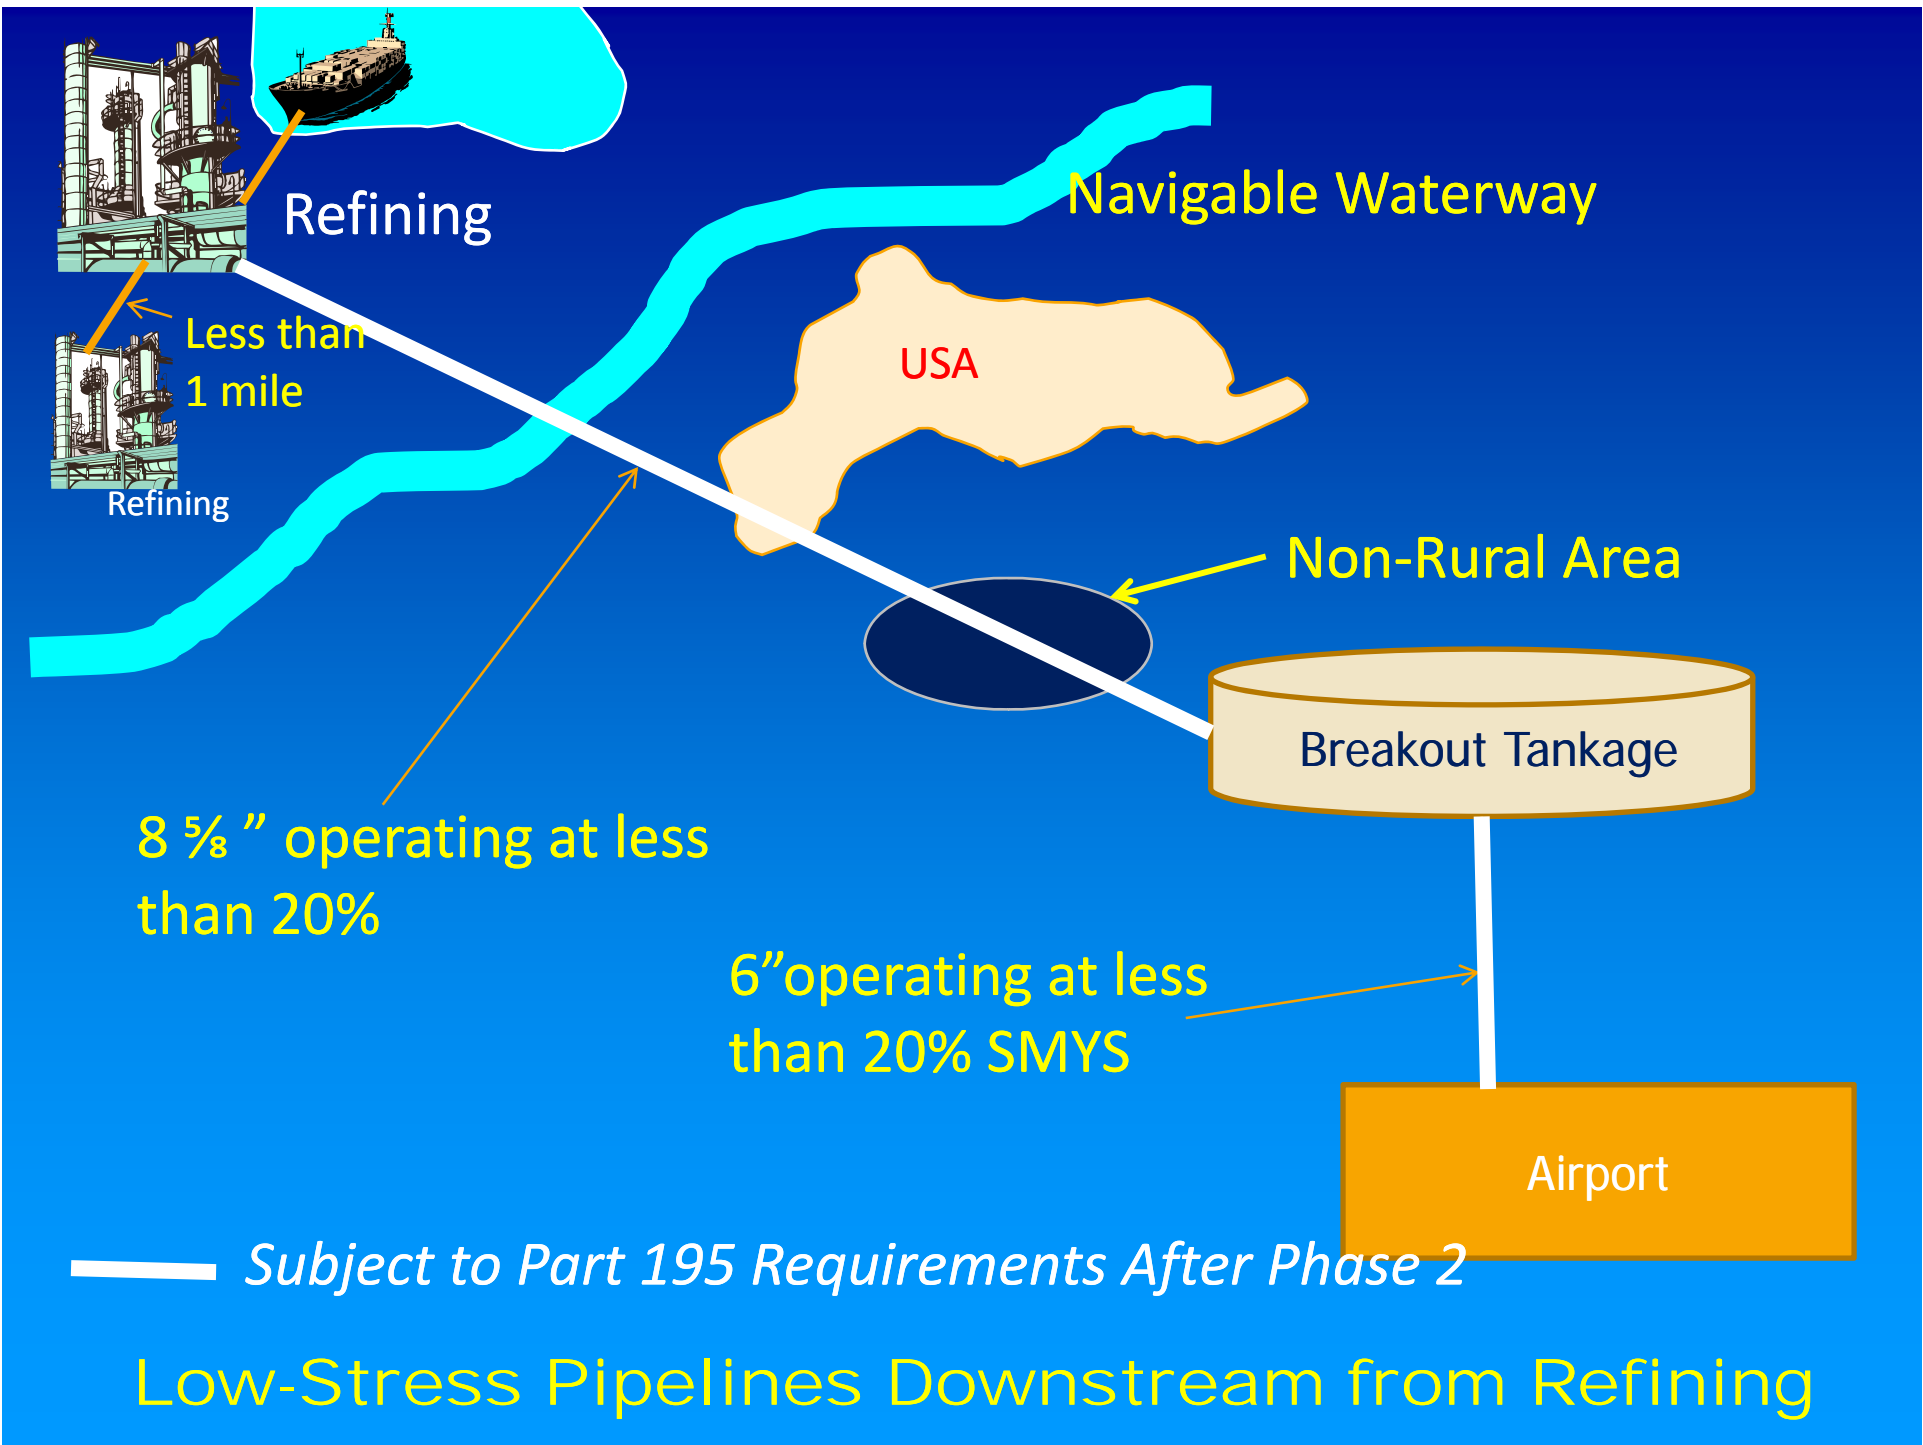 Refining
Navigable Waterway
Less than
1 mile
USA
Refining
Non-Rural Area
Breakout Tankage
8 ⅝ ” operating at less
than 20%
6”operating at less
than 20% SMYS
Airport
Subject to Part 195 Requirements After Phase 2
Low-Stress Pipelines Downstream from Refining